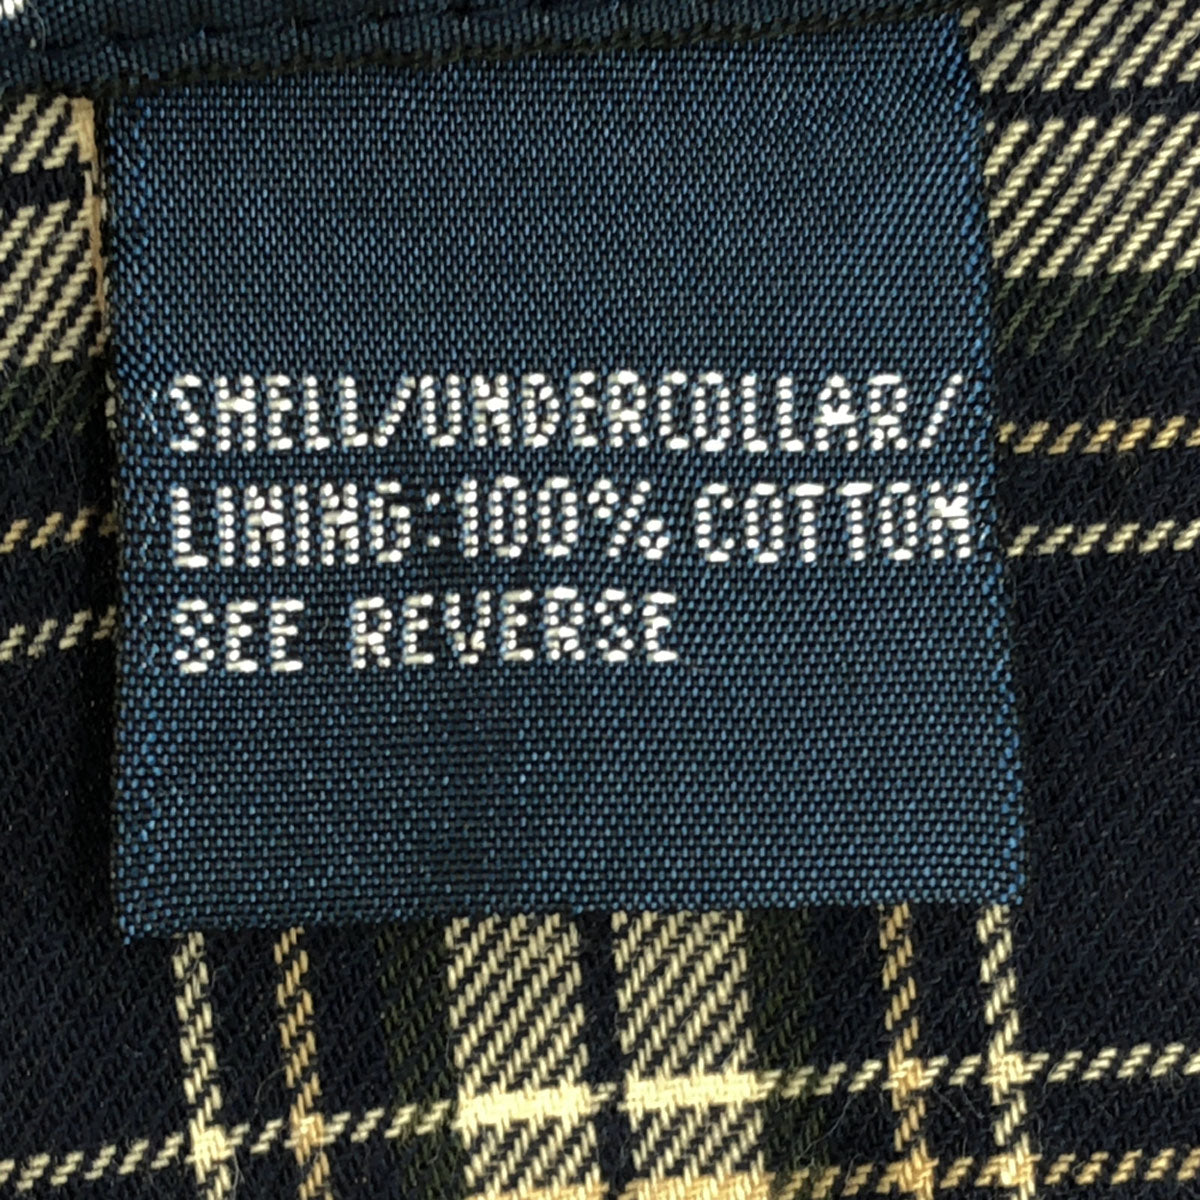 SHELL/UNDERCOLLAR/
LINING:100% COTTON
SEE REVERSE